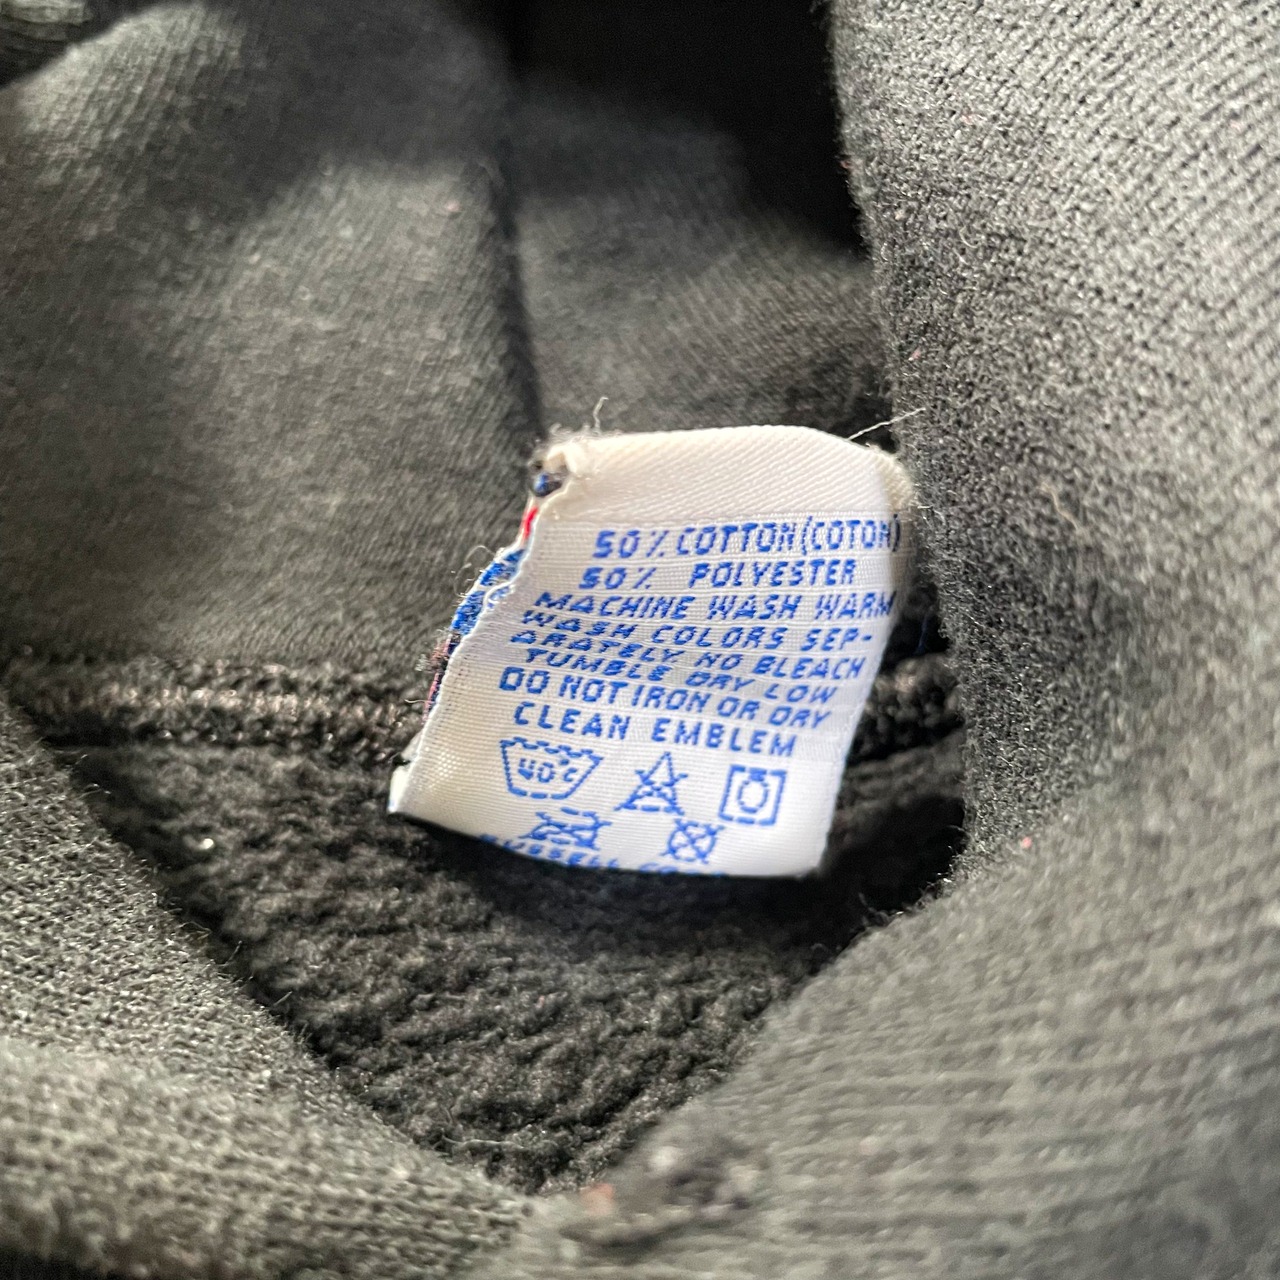 50% COTTON(COTON)
50% POLYESTER
MACHINE WASH WARM
WASH COLORS SEP-
ARATELY NO BLEACH
TUMBLE DRY LOW
DO NOT IRON OR DRY
CLEAN EMBLEM
40°C
RUSSELL